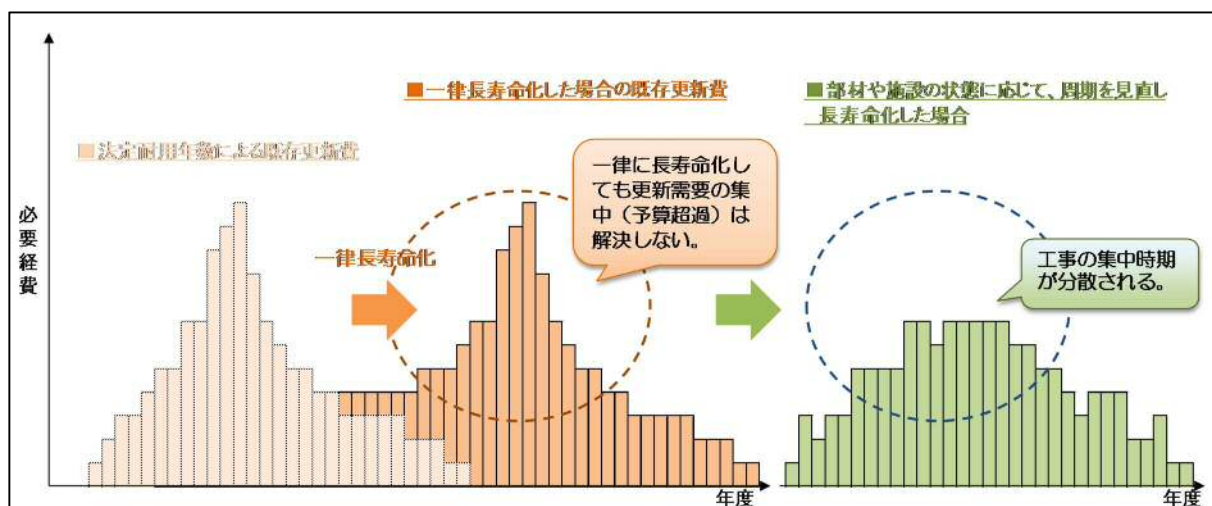 ■一律長寿命化した場合の既存更新費
■部材や施設の状態に応じて、周期を見直し
長寿命化した場合
■法定耐用年数による既存更新費
一律に長寿命化し
ても更新需要の集
中（予算超過）は
解決しない。
必要経費
一律長寿命化
工事の集中時期
が分散される。
年度
年度